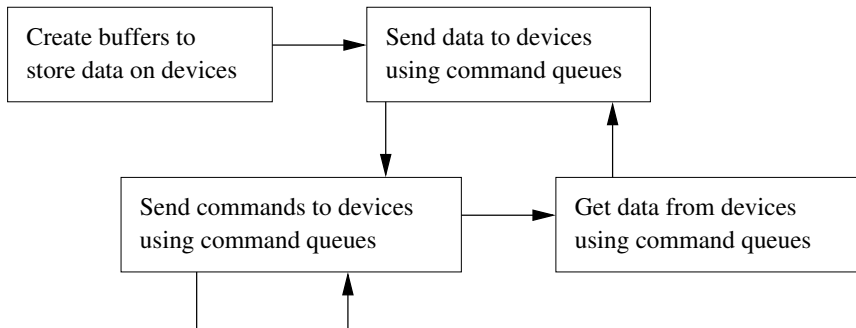 Create buffers to
store data on devices
Send data to devices
using command queues
Send commands to devices
using command queues
Get data from devices
using command queues